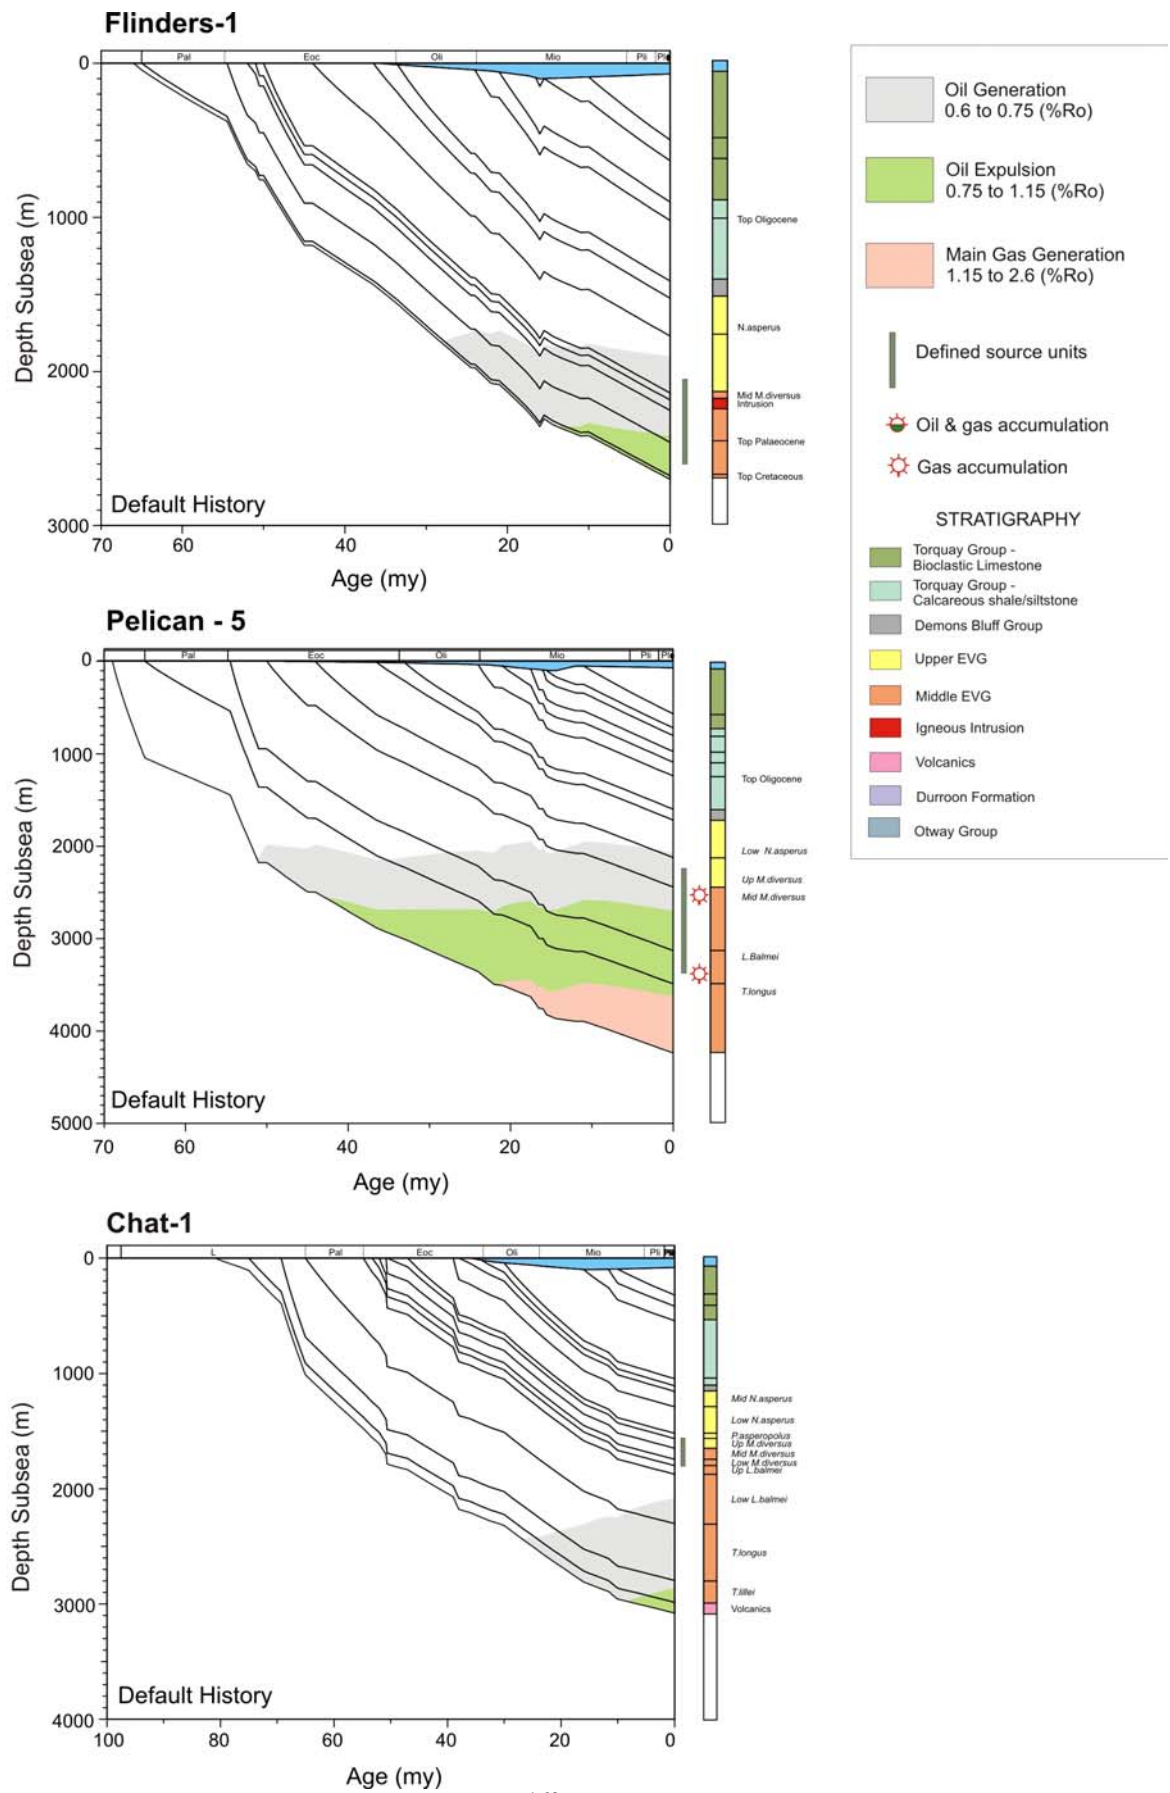 Flinders-1
Pal Eoc Oli Mio Pli
0
1000
2000
3000
Depth Subsea (m)
Default History
70 60 40 20 0
Age (my)
Top Oligocene
N.asperus
Mid M.diversus
Intrusion
Top Palaeocene
Top Cretaceous
Pelican - 5
Pal Eoc Oli Mio Pli
0
1000
2000
3000
4000
5000
Depth Subsea (m)
Default History
70 60 40 20 0
Age (my)
Top Oligocene
Low N.asperus
Up M.diversus
Mid M.diversus
L.Balmei
T.longus
Chat-1
L Pal Eoc Oli Mio Pli
0
1000
2000
3000
4000
Depth Subsea (m)
Default History
100 80 60 40 20 0
Age (my)
Mid N.asperus
Low N.asperus
P.asperopolus
Up M.diversus
Mid M.diversus
Low M.diversus
Up L.balmei
Low L.balmei
T.longus
T.lillei
Volcanics
Oil Generation
0.6 to 0.75 (%Ro)
Oil Expulsion
0.75 to 1.15 (%Ro)
Main Gas Generation
1.15 to 2.6 (%Ro)
Defined source units
Oil & gas accumulation
Gas accumulation
STRATIGRAPHY
Torquay Group -
Bioclastic Limestone
Torquay Group -
Calcareous shale/siltstone
Demons Bluff Group
Upper EVG
Middle EVG
Igneous Intrusion
Volcanics
Durroon Formation
Otway Group